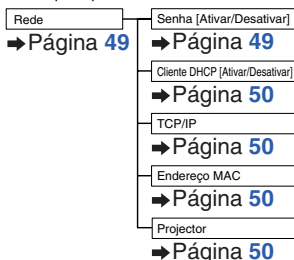 Rede
➡Página 49
Senha [Ativar/Desativar]
➡Página 49
Cliente DHCP [Ativar/Desativar]
➡Página 50
TCP/IP
➡Página 50
Endereço MAC
➡Página 50
Projector
➡Página 50